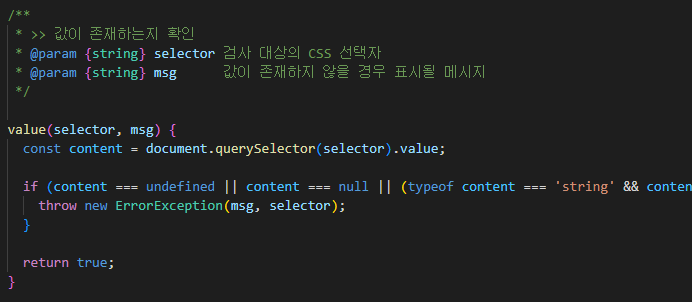 /**
 * >> 값이 존재하는지 확인
 * @param {string} selector 검사 대상의 CSS 선택자
 * @param {string} msg      값이 존재하지 않을 경우 표시될 메시지
 */
value(selector, msg) {
  const content = document.querySelector(selector).value;
  if (content === undefined || content === null || (typeof content === 'string' && conten
    throw new ErrorException(msg, selector);
  }
  return true;
}